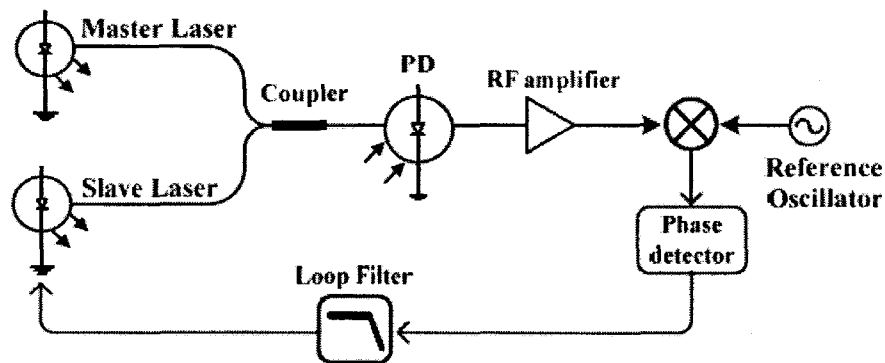 Master Laser
PD
RF amplifier
Coupler
Slave Laser
Reference
Oscillator
Phase
detector
Loop Filter